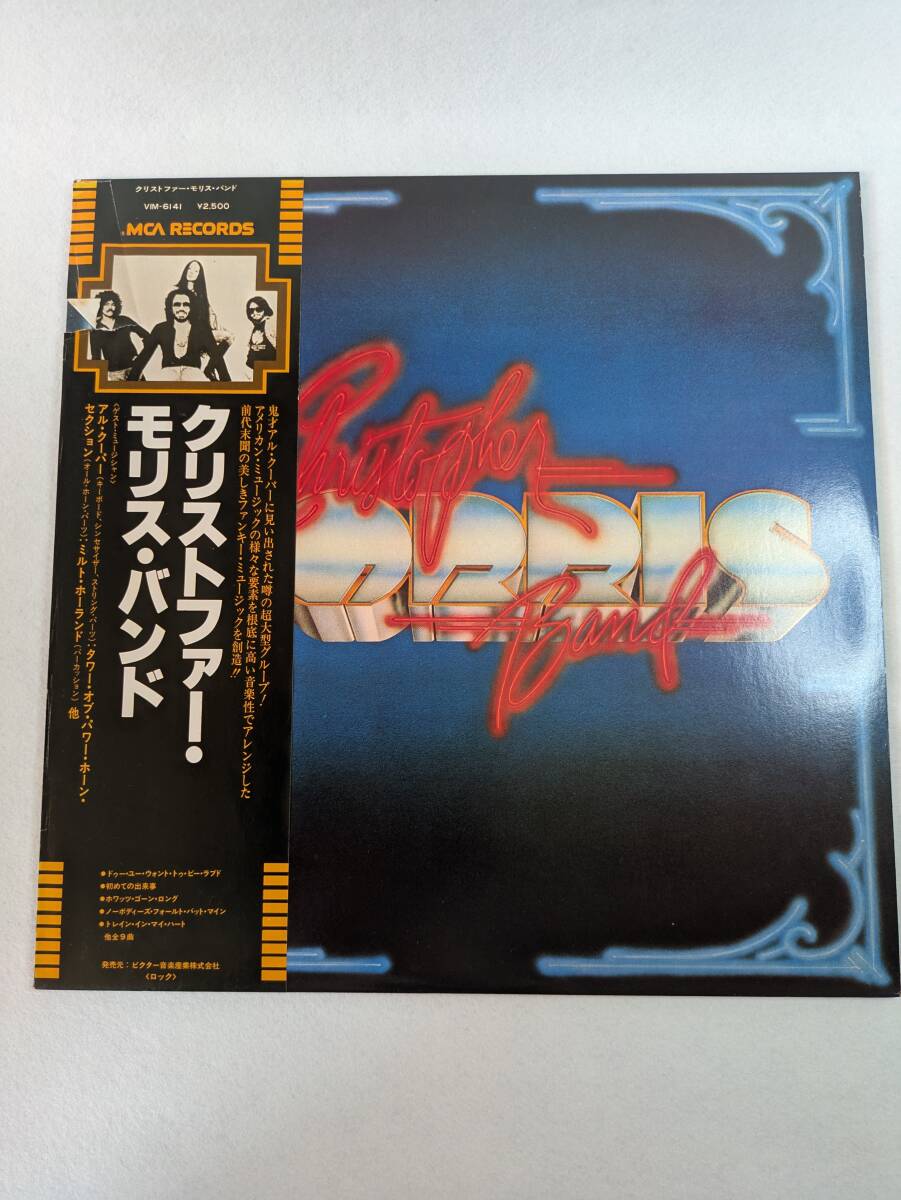 クリストファー・モリス・バンド
VIM-6141 ¥2,500
MCA RECORDS
クリストファー・
モリス・バンド
鬼才アル・クーパーに見い出された噂の超大型グループ!
アメリカン・ミュージックの様々な要素を根底に高い音楽性でアレンジした
前代未聞の美しきファンキー・ミュージックを創造!!
〈ゲスト・ミュージシャン〉
アル・クーパー(キーボード、シンセサイザー、ストリング・パーツ):タワー・オブ・パワー・ホーン・
セクション(オール・ホーン・パーツ):ミルト・ホーランド(パーカッション)他
●ドゥー・ユー・ウォント・トゥ・ビー・ラブド
●初めての出来事
●ホワッツ・ゴーン・ロング
●ノーボディーズ・フォールト・バット・マイン
●トレイン・イン・マイ・ハート
他全9曲
発売元:ビクター音楽産業株式会社
〈ロック〉
Christopher
ORRIS
Band